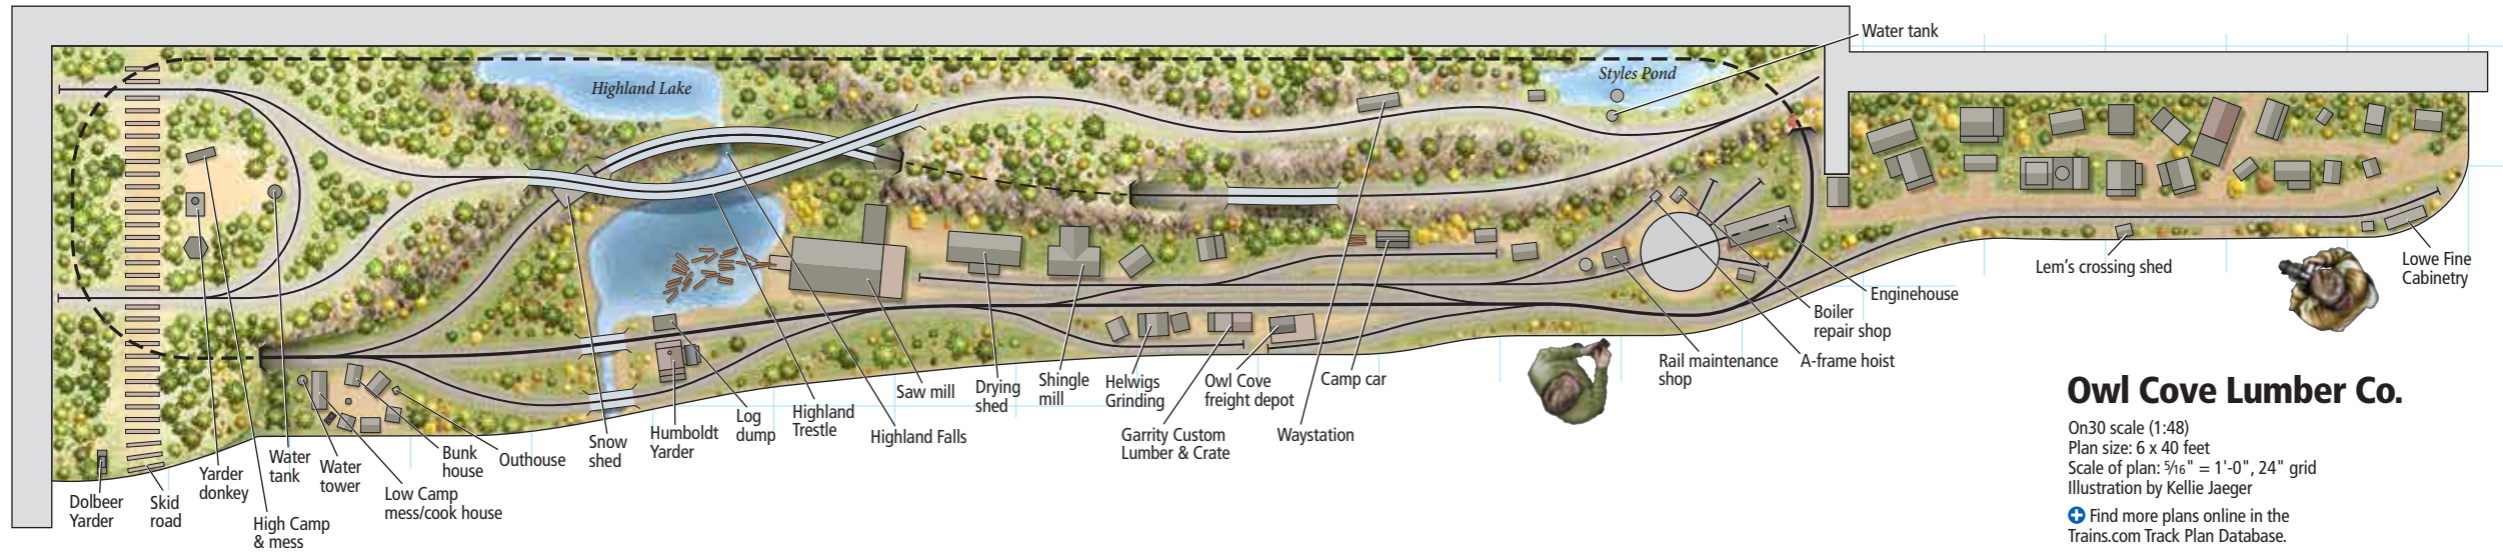 Water tank
Highland Lake
Styles Pond
Lem's crossing shed
Lowe Fine
Cabinetry
Enginehouse
Boiler
repair shop
A-frame hoist
Rail maintenance
shop
Camp car
Waystation
Owl Cove
freight depot
Garrity Custom
Lumber & Crate
Helwigs
Grinding
Shingle
mill
Drying
shed
Saw mill
Highland Falls
Highland
Trestle
Log
dump
Humboldt
Yarder
Snow
shed
Outhouse
Bunk
house
Low Camp
mess/cook house
Water
tower
Water
tank
High Camp
& mess
Yarder
donkey
Skid
road
Dolbeer
Yarder
Owl Cove Lumber Co.
On30 scale (1:48)
Plan size: 6 x 40 feet
Scale of plan: 5/16" = 1'-0", 24" grid
Illustration by Kellie Jaeger
Find more plans online in the
Trains.com Track Plan Database.